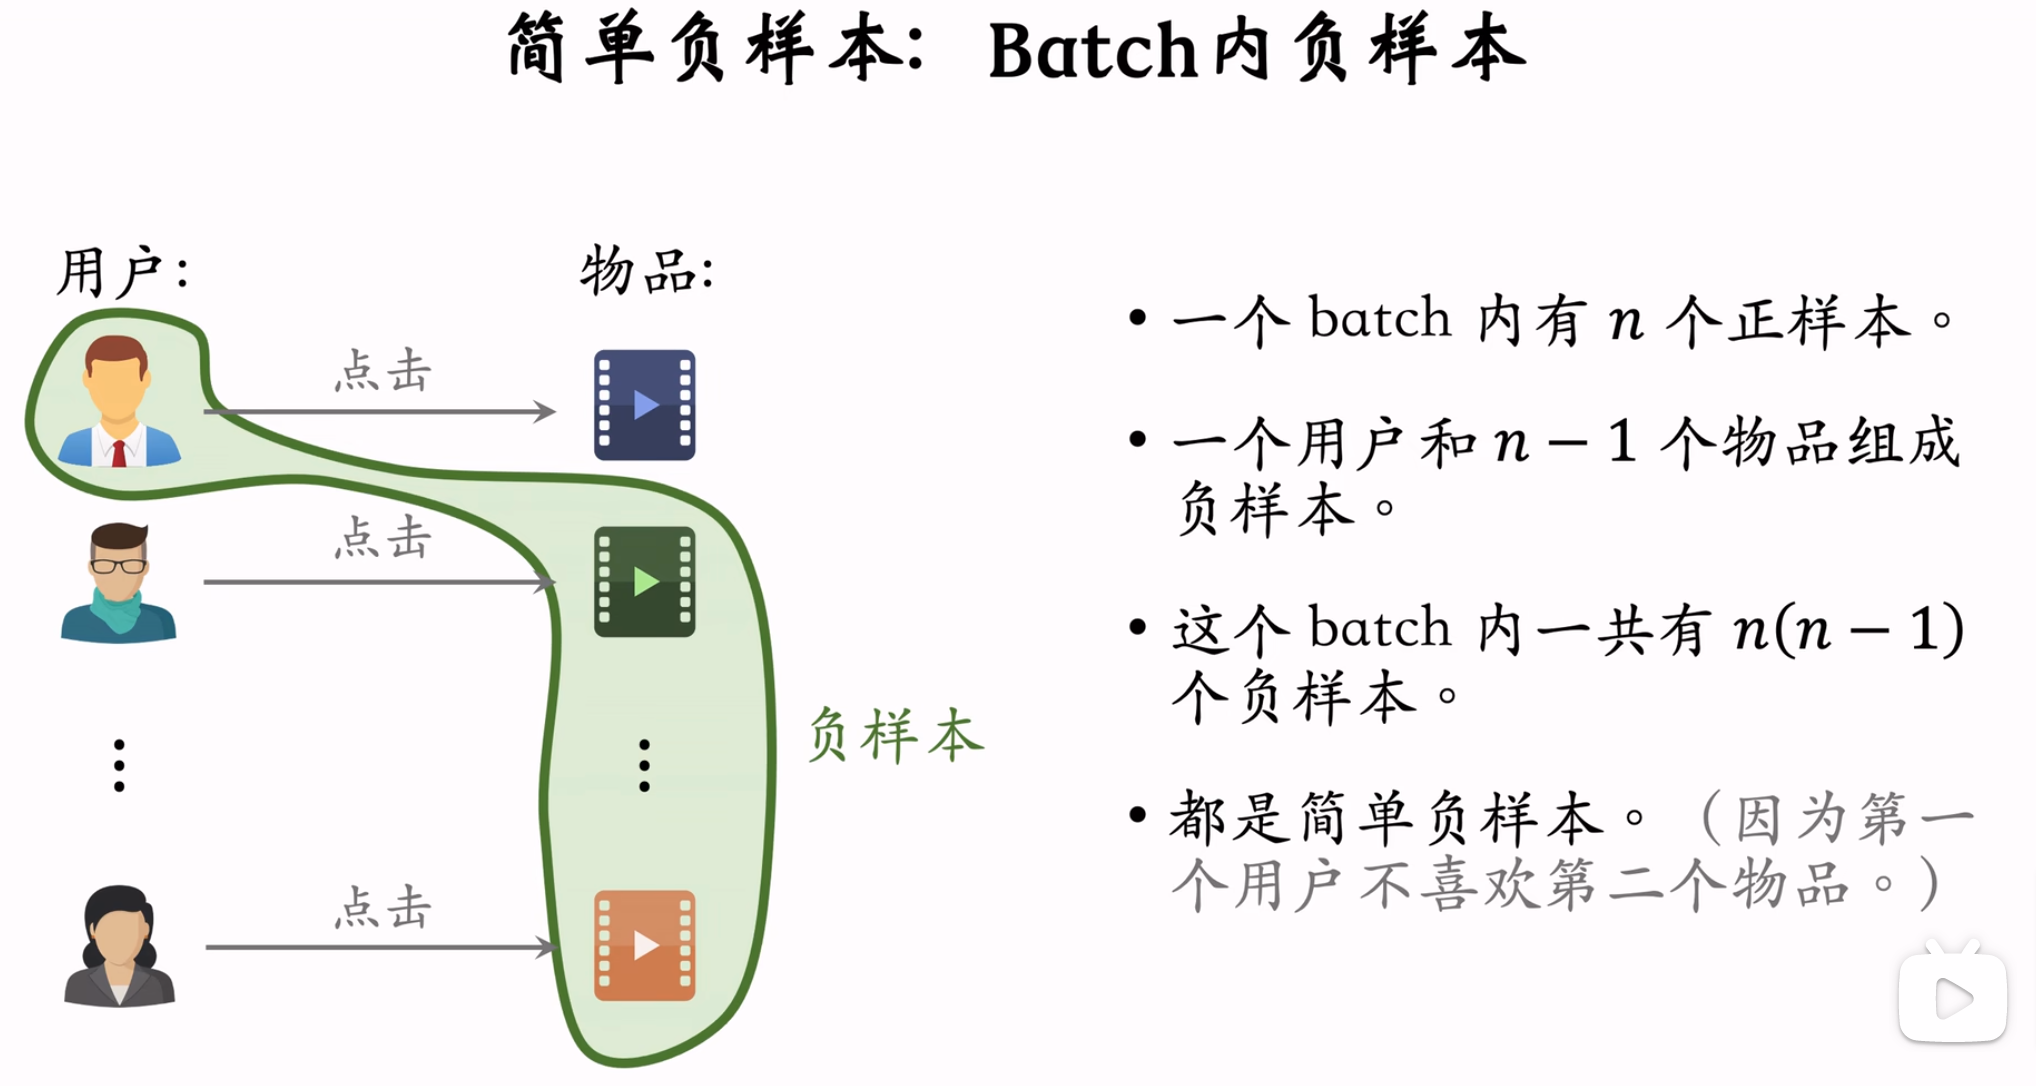 简单负样本： Batch内负样本
用户：
物品：
点击
点击
点击
负样本
• 一个 batch 内有 n 个正样本。
• 一个用户和 n − 1 个物品组成
负样本。
• 这个 batch 内一共有 n(n − 1)
个负样本。
• 都是简单负样本。（因为第一
个用户不喜欢第二个物品。）